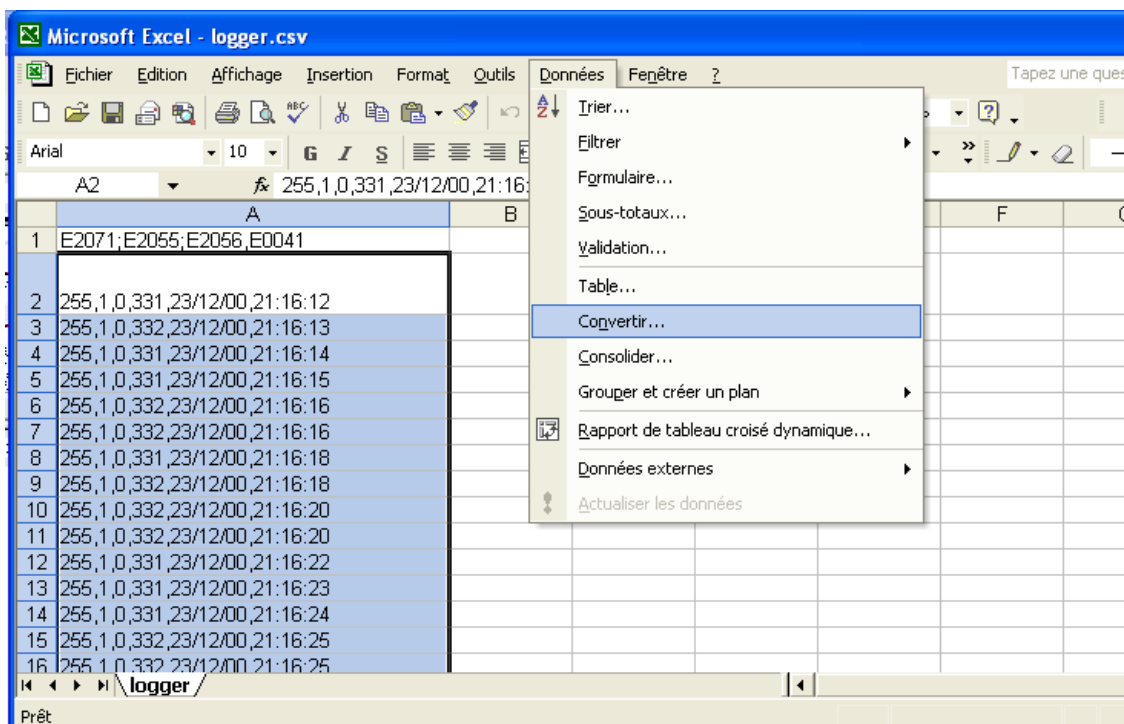 Microsoft Excel - logger.csv
Fichier Edition Affichage Insertion Format Outils Données Fenêtre ? Tapez une ques
Arial 10 G I S
A2 fx 255,1,0,331,23/12/00,21:16:
A B F
1 E2071;E2055;E2056,E0041
2 255,1,0,331,23/12/00,21:16:12
3 255,1,0,332,23/12/00,21:16:13
4 255,1,0,331,23/12/00,21:16:14
5 255,1,0,331,23/12/00,21:16:15
6 255,1,0,332,23/12/00,21:16:16
7 255,1,0,332,23/12/00,21:16:16
8 255,1,0,331,23/12/00,21:16:18
9 255,1,0,332,23/12/00,21:16:18
10 255,1,0,332,23/12/00,21:16:20
11 255,1,0,332,23/12/00,21:16:20
12 255,1,0,331,23/12/00,21:16:22
13 255,1,0,331,23/12/00,21:16:23
14 255,1,0,331,23/12/00,21:16:24
15 255,1,0,332,23/12/00,21:16:25
16 255,1,0,332,23/12/00,21:16:25
Trier...
Filtrer
Formulaire...
Sous-totaux...
Validation...
Table...
Convertir...
Consolider...
Grouper et créer un plan
Rapport de tableau croisé dynamique...
Données externes
Actualiser les données
logger
Prêt